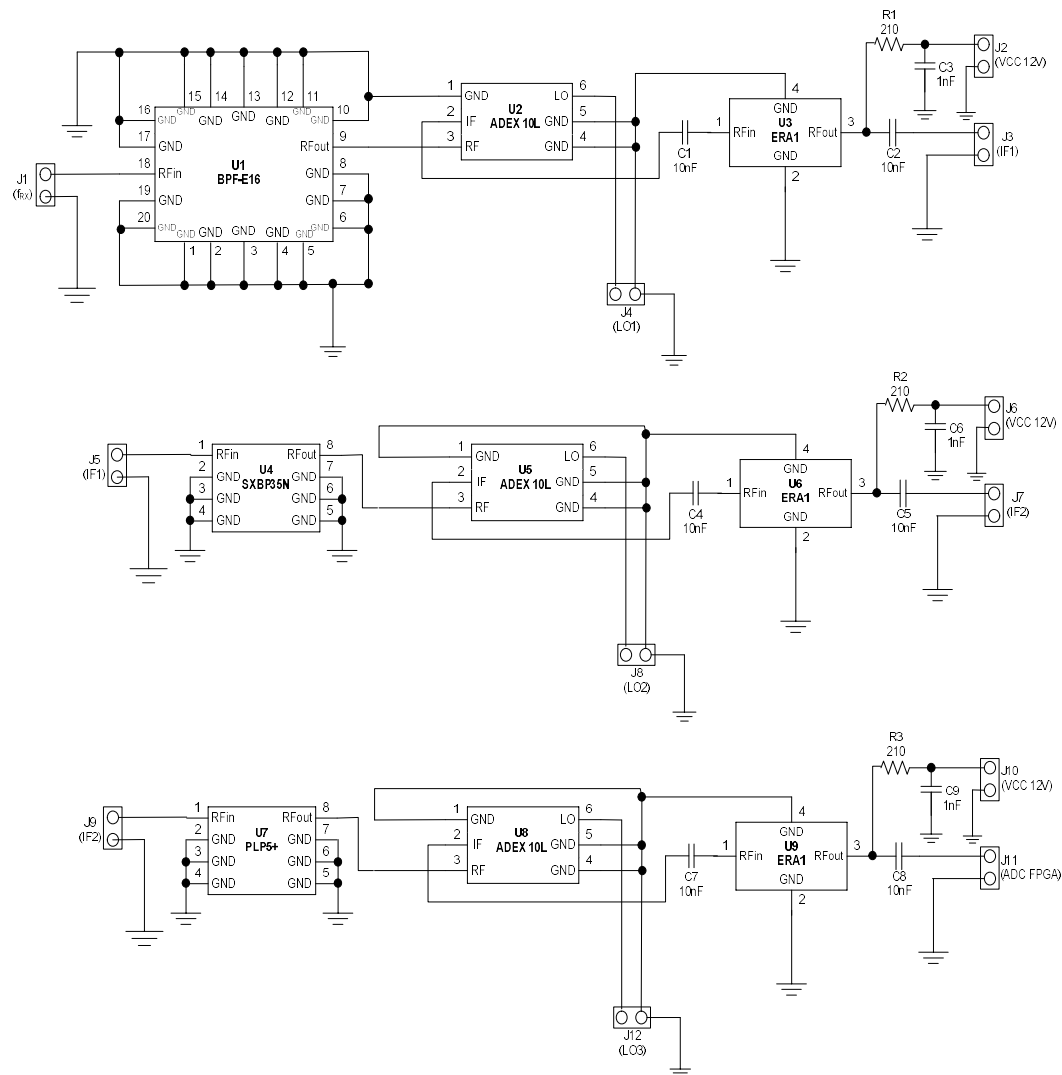 R1
210
J2
(VCC 12V)
C3
1nF
15 14 13 12 11
16 GND GND GND GND GND GND GND 10
17 GND
18 RFin
19 GND
20 GND
U1
BPF-E16
RFout 9
GND 8
GND 7
GND 6
GND GND GND GND GND
1 2 3 4 5
J1
(fRX)
1 GND
2 IF
3 RF
U2
ADEX 10L
LO 6
GND 5
GND 4
C1
10nF
1 RFin
4
GND
U3
ERA1
RFout 3
GND
2
C2
10nF
J3
(IF1)
J4
(LO1)
R2
210
J6
(VCC 12V)
C6
1nF
J5
(IF1)
1 RFin
2 GND
3 GND
4 GND
U4
SXBP35N
RFout 8
GND 7
GND 6
GND 5
1 GND
2 IF
3 RF
U5
ADEX 10L
LO 6
GND 5
GND 4
C4
10nF
1 RFin
4
GND
U6
ERA1
RFout 3
GND
2
C5
10nF
J7
(IF2)
J8
(LO2)
R3
210
J10
(VCC 12V)
C9
1nF
J9
(IF2)
1 RFin
2 GND
3 GND
4 GND
U7
PLP5+
RFout 8
GND 7
GND 6
GND 5
1 GND
2 IF
3 RF
U8
ADEX 10L
LO 6
GND 5
GND 4
C7
10nF
1 RFin
4
GND
U9
ERA1
RFout 3
GND
2
C8
10nF
J11
(ADC FPGA)
J12
(LO3)